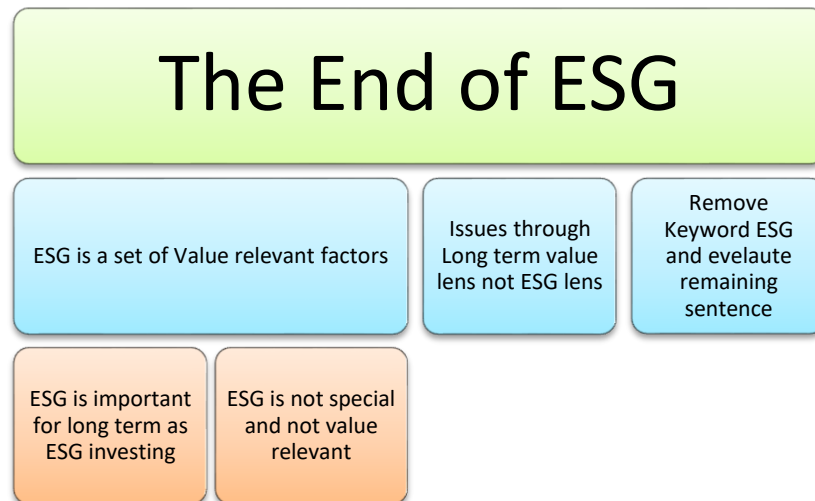 The End of ESG
ESG is a set of Value relevant factors
Issues through
Long term value
lens not ESG lens
Remove
Keyword ESG
and evelaute
remaining
sentence
ESG is important
for long term as
ESG investing
ESG is not special
and not value
relevant